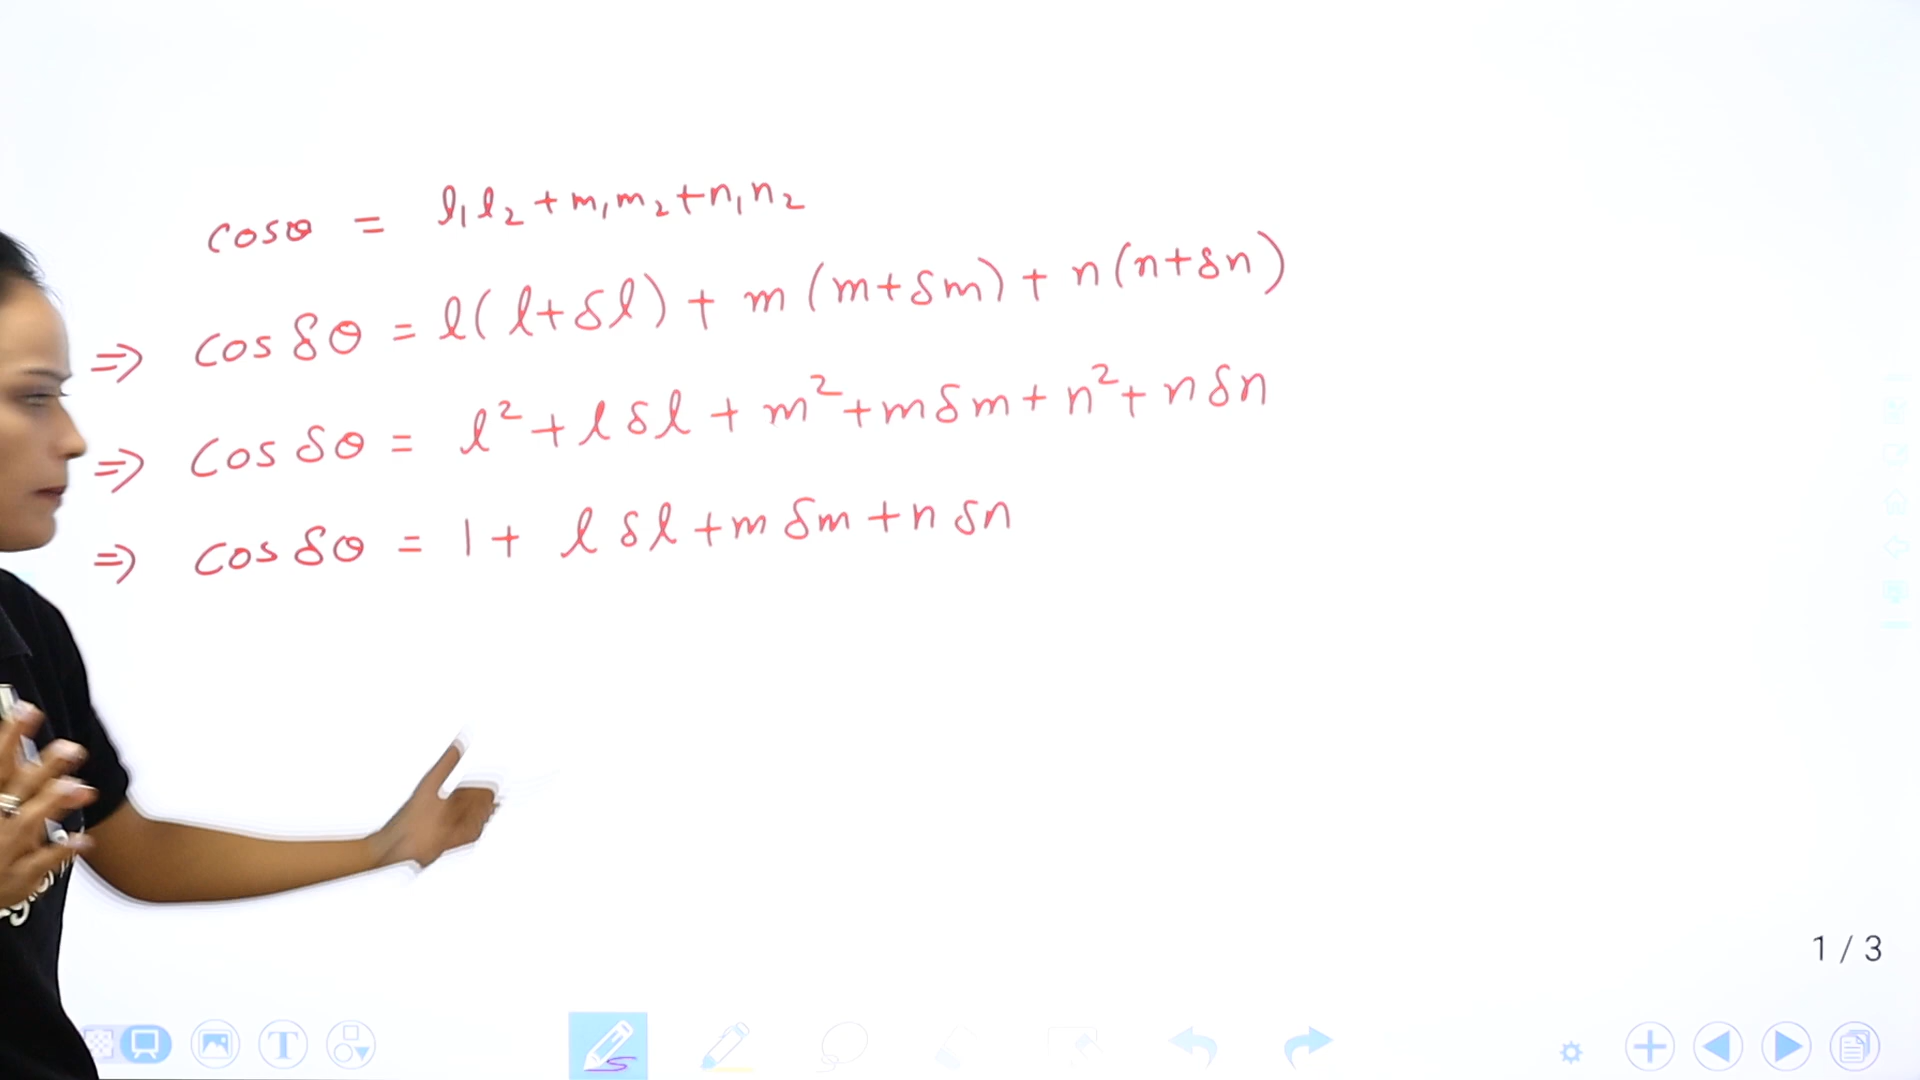 cosθ = l₁l₂ + m₁m₂ + n₁n₂
⇒ cos δθ = l(l+δl) + m(m+δm) + n(n+δn)
⇒ cos δθ = l² + l δl + m² + m δm + n² + n δn
⇒ cos δθ = 1 + l δl + m δm + n δn
1 / 3
T